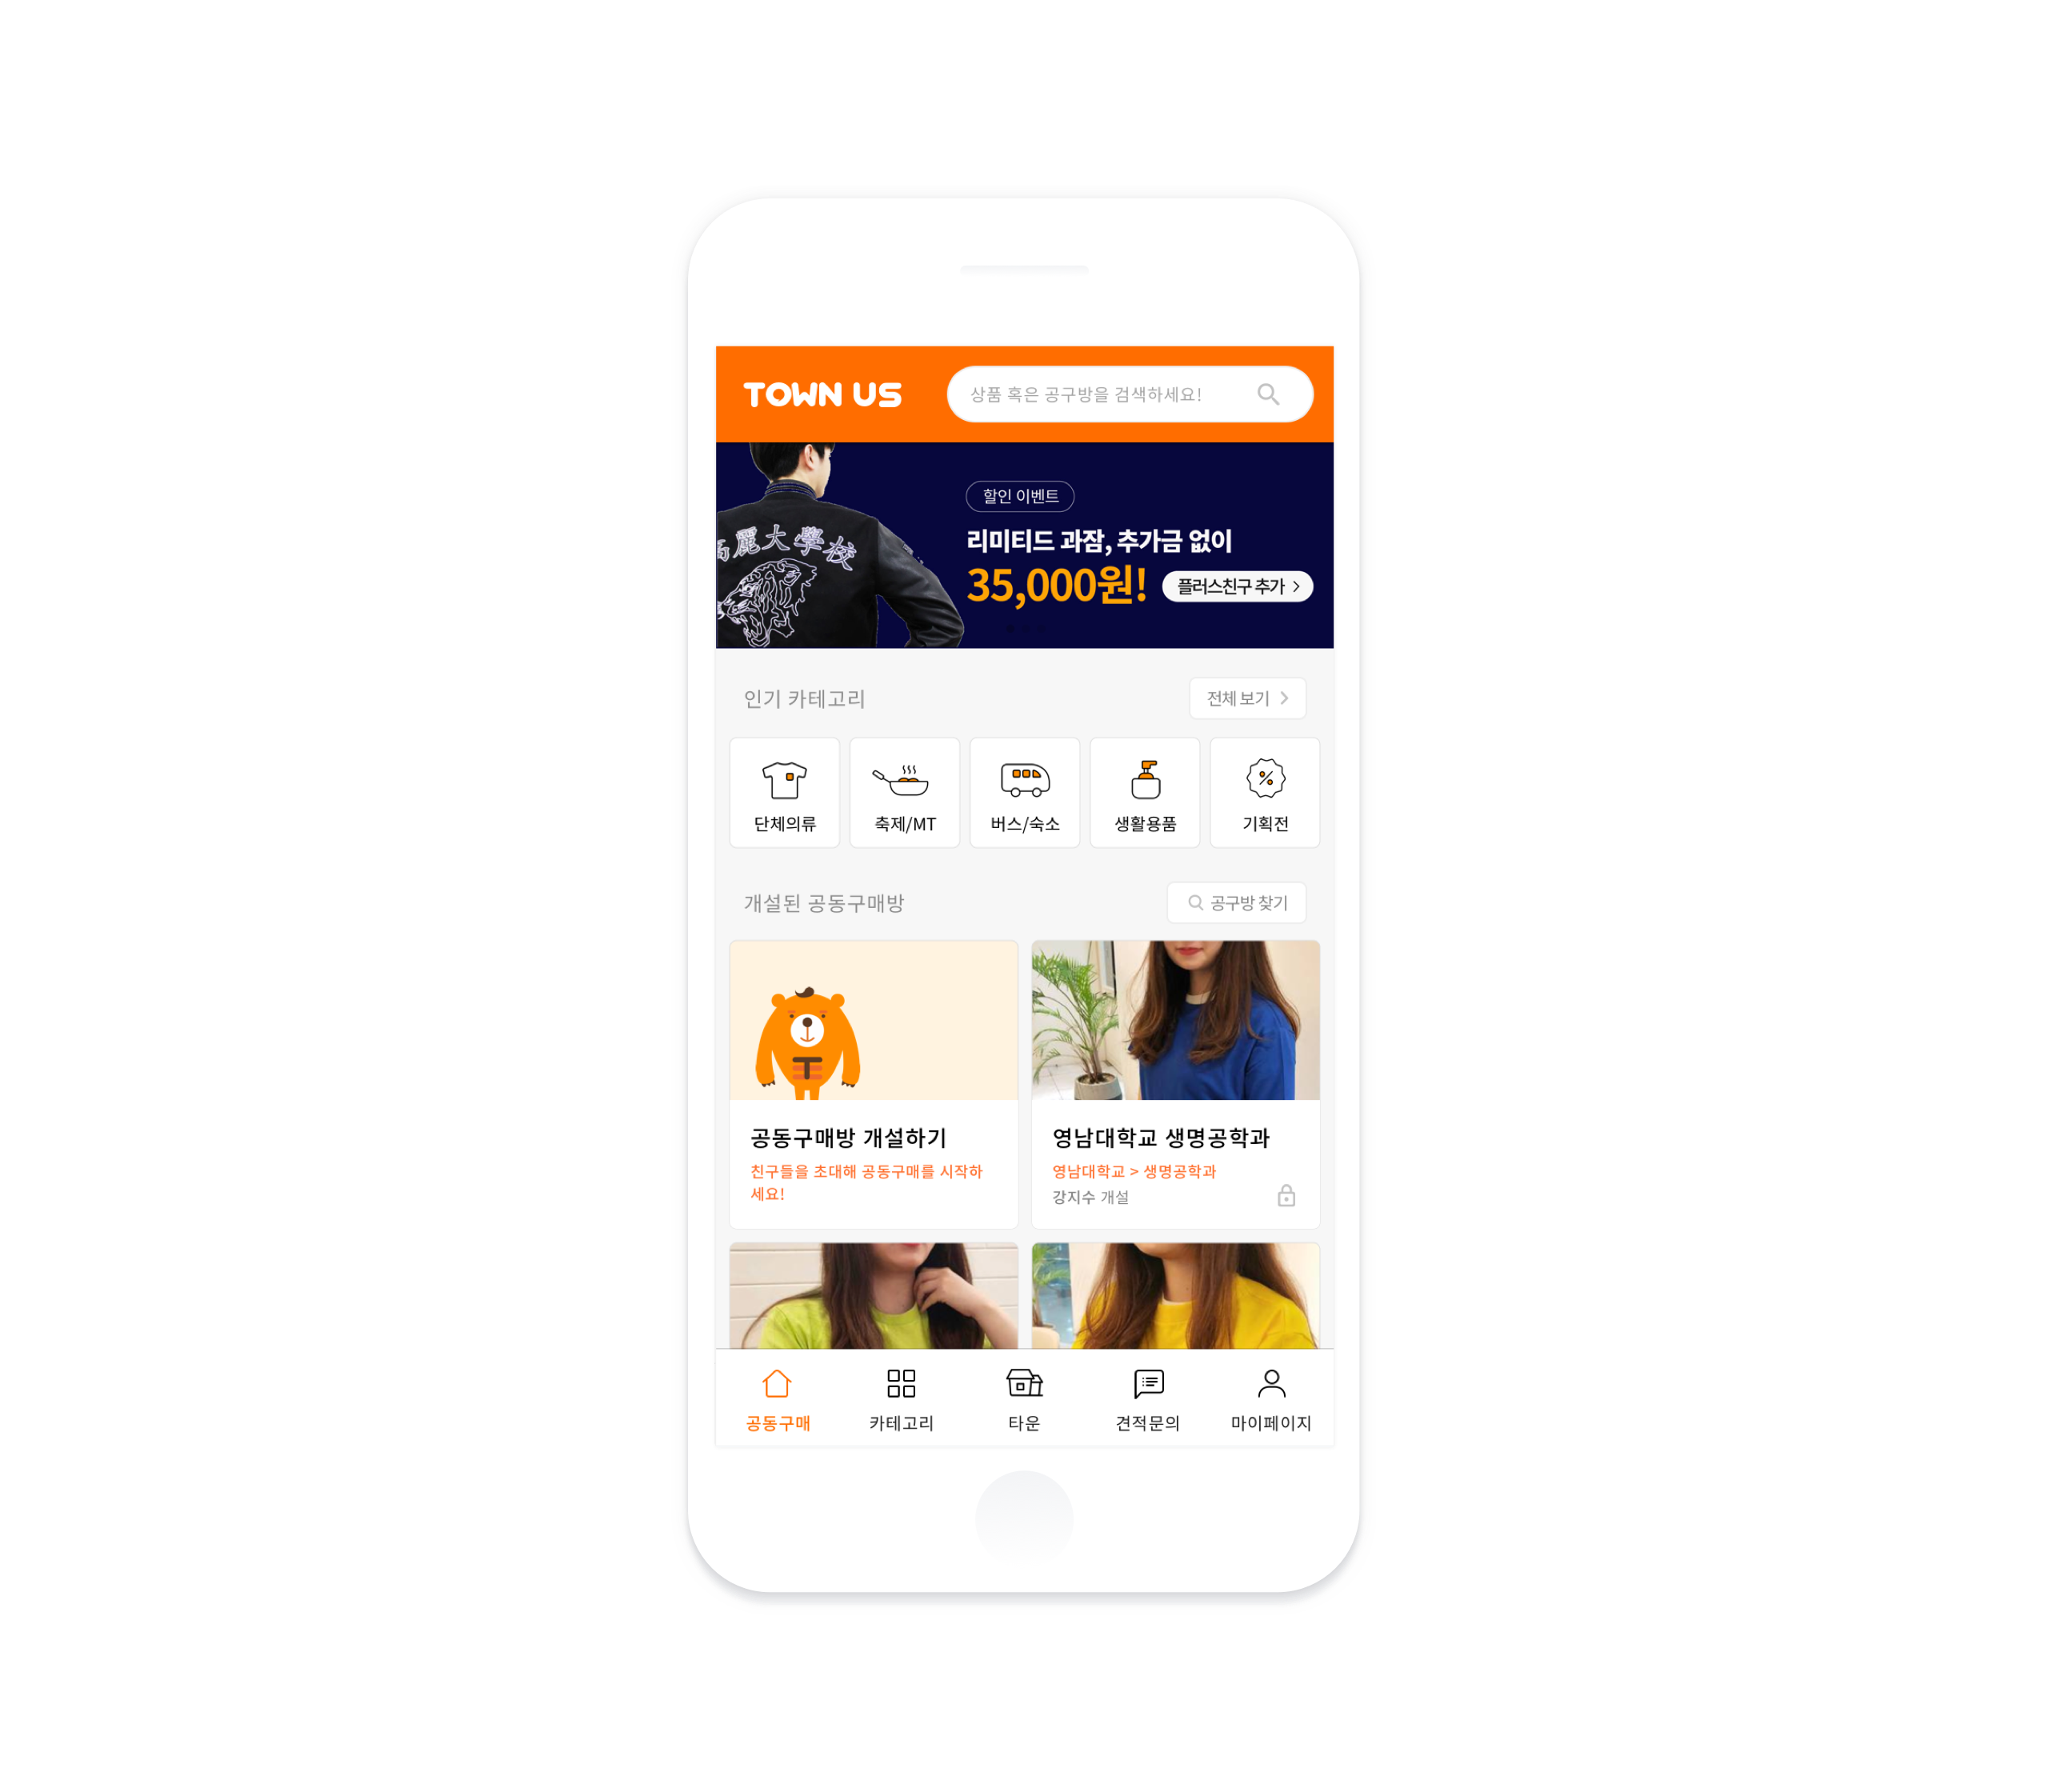 TOWN US
상품 혹은 공구방을 검색하세요!
할인 이벤트
리미티드 과잠, 추가금 없이
35,000원!
플러스친구 추가 >
高麗大學校
인기 카테고리
전체 보기 >
단체의류
축제/MT
버스/숙소
생활용품
기획전
개설된 공동구매방
공구방 찾기
공동구매방 개설하기
친구들을 초대해 공동구매를 시작하
세요!
영남대학교 생명공학과
영남대학교 > 생명공학과
강지수 개설
공동구매
카테고리
타운
견적문의
마이페이지